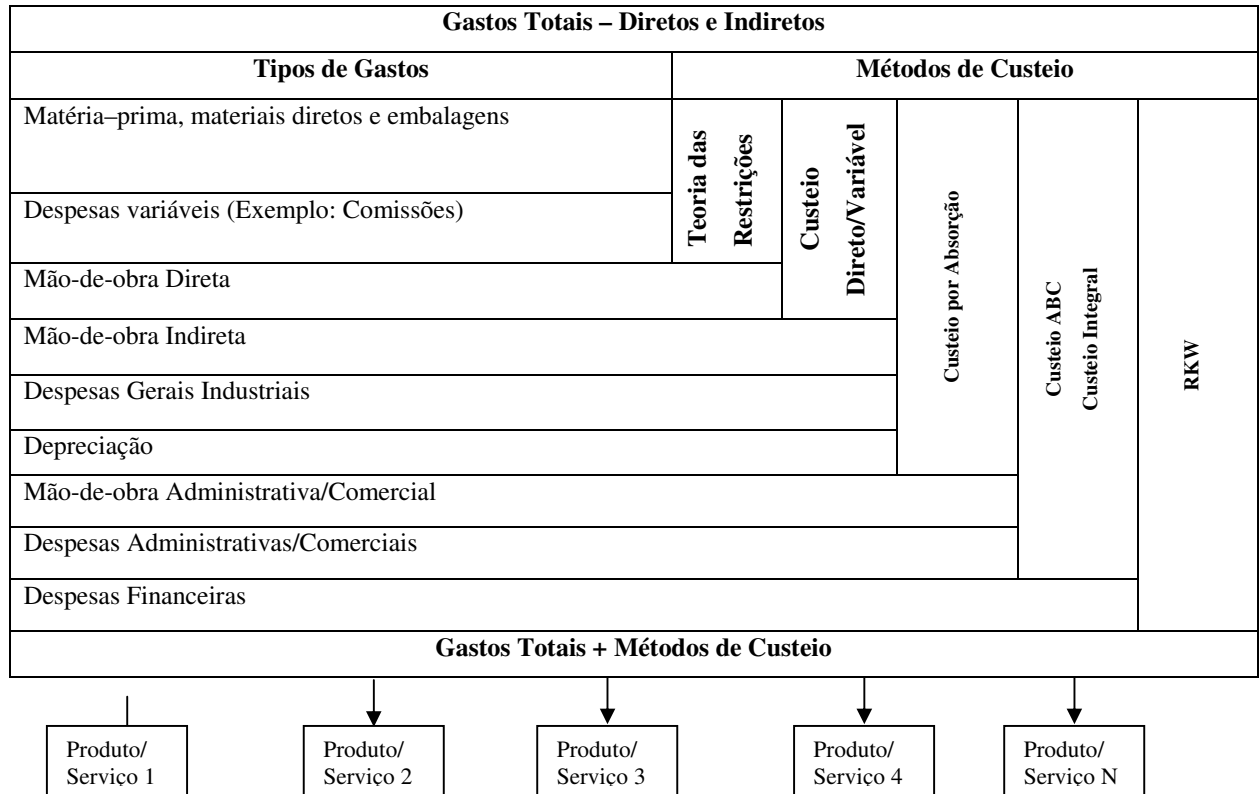 Gastos Totais – Diretos e Indiretos
Tipos de Gastos
Métodos de Custeio
Matéria–prima, materiais diretos e embalagens
Despesas variáveis (Exemplo: Comissões)
Mão-de-obra Direta
Mão-de-obra Indireta
Despesas Gerais Industriais
Depreciação
Mão-de-obra Administrativa/Comercial
Despesas Administrativas/Comerciais
Despesas Financeiras
Teoria das
Restrições
Custeio
Direto/Variável
Custeio por Absorção
Custeio ABC
Custeio Integral
RKW
Gastos Totais + Métodos de Custeio
Produto/
Serviço 1
Produto/
Serviço 2
Produto/
Serviço 3
Produto/
Serviço 4
Produto/
Serviço N